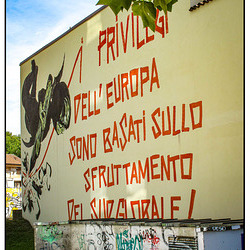 I PRIVILEGI
DELL'EUROPA
SONO BASATI SULLO
SFRUTTAMENTO
DEL SUD GLOBALE!